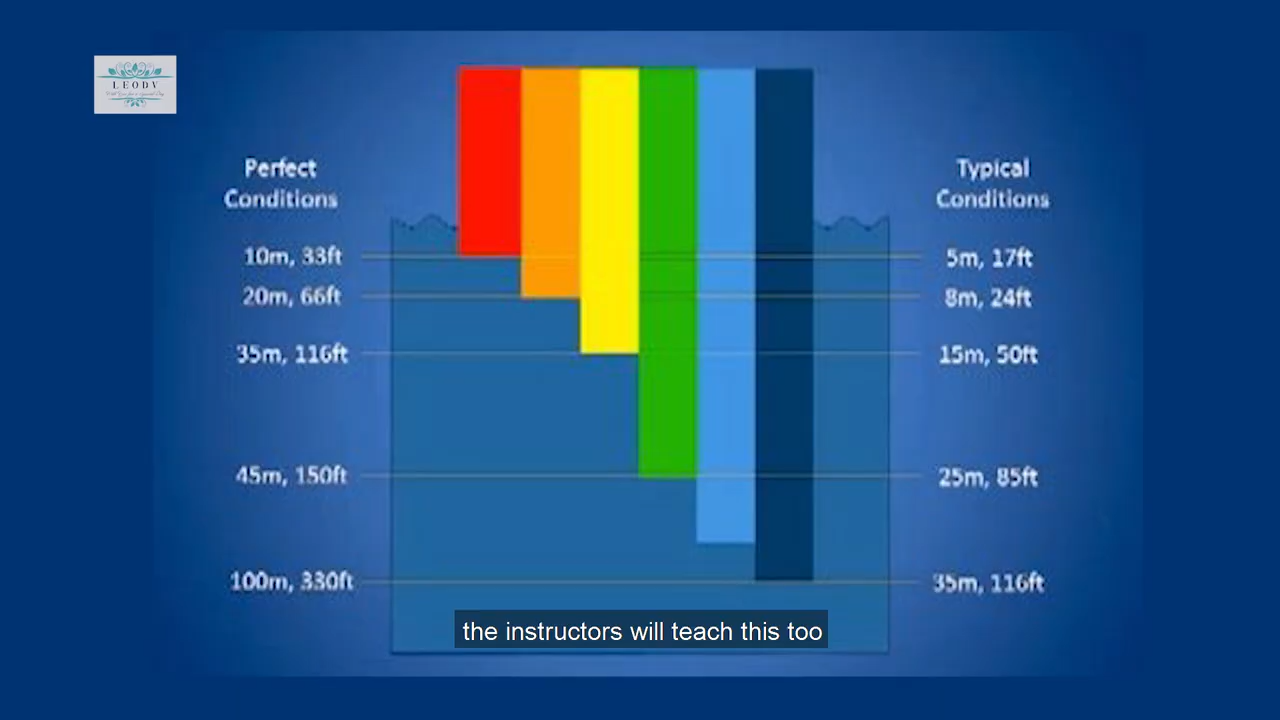 LEODV
Perfect
Conditions
Typical
Conditions
10m, 33ft
5m, 17ft
20m, 66ft
8m, 24ft
35m, 116ft
15m, 50ft
45m, 150ft
25m, 85ft
100m, 330ft
35m, 116ft
the instructors will teach this too